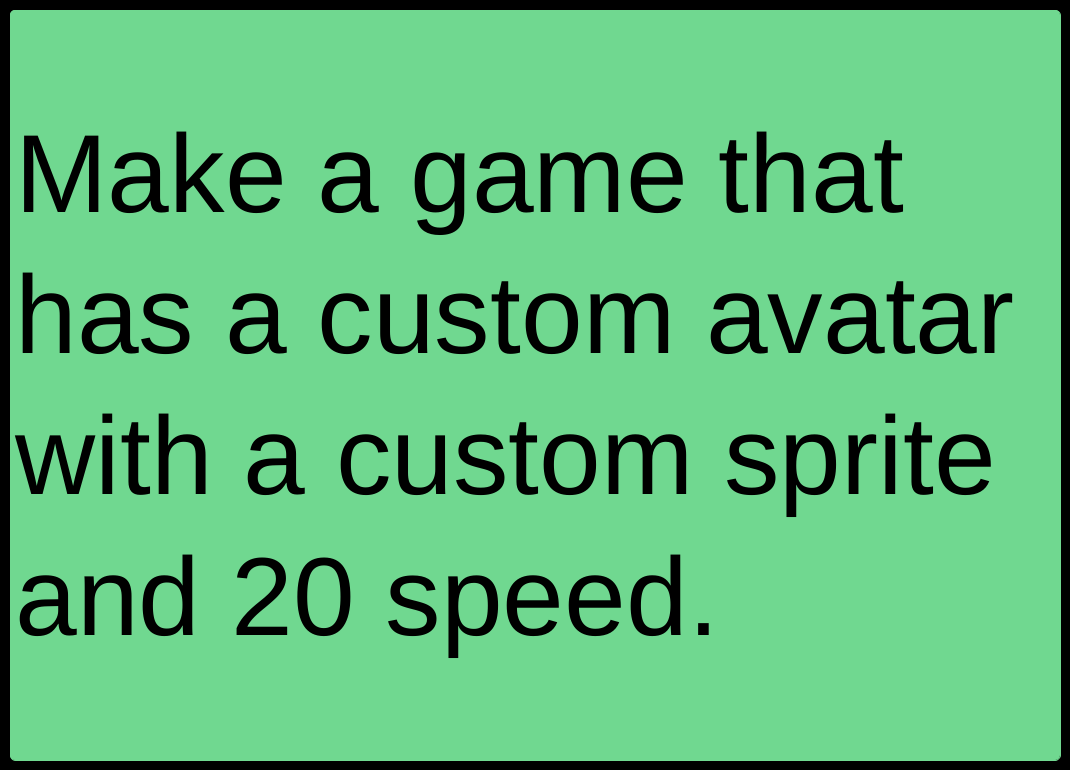 Make a game that
has a custom avatar
with a custom sprite
and 20 speed.